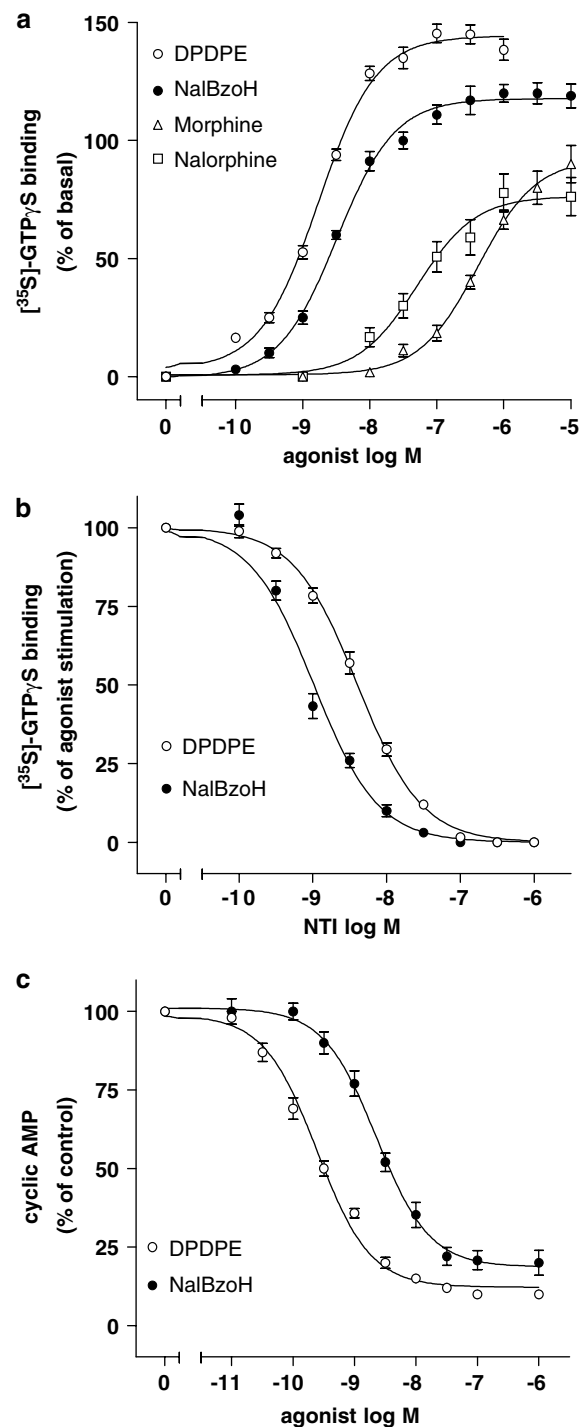 a
[³⁵S]-GTPγS binding
(% of basal)
150
100
50
0
DPDPE
NalBzoH
Morphine
Nalorphine
0 -10 -9 -8 -7 -6 -5
agonist log M
b
[³⁵S]-GTPγS binding
(% of agonist stimulation)
100
75
50
25
0
DPDPE
NalBzoH
0 -10 -9 -8 -7 -6
NTI log M
c
cyclic AMP
(% of control)
100
75
50
25
0
DPDPE
NalBzoH
0 -11 -10 -9 -8 -7 -6
agonist log M